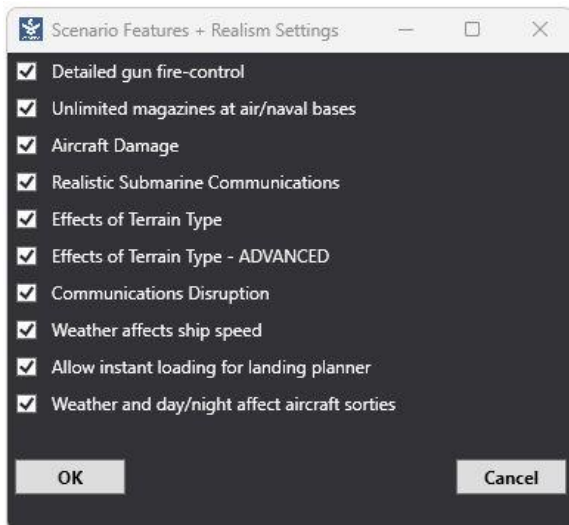 Scenario Features + Realism Settings
Detailed gun fire-control
Unlimited magazines at air/naval bases
Aircraft Damage
Realistic Submarine Communications
Effects of Terrain Type
Effects of Terrain Type - ADVANCED
Communications Disruption
Weather affects ship speed
Allow instant loading for landing planner
Weather and day/night affect aircraft sorties
OK Cancel